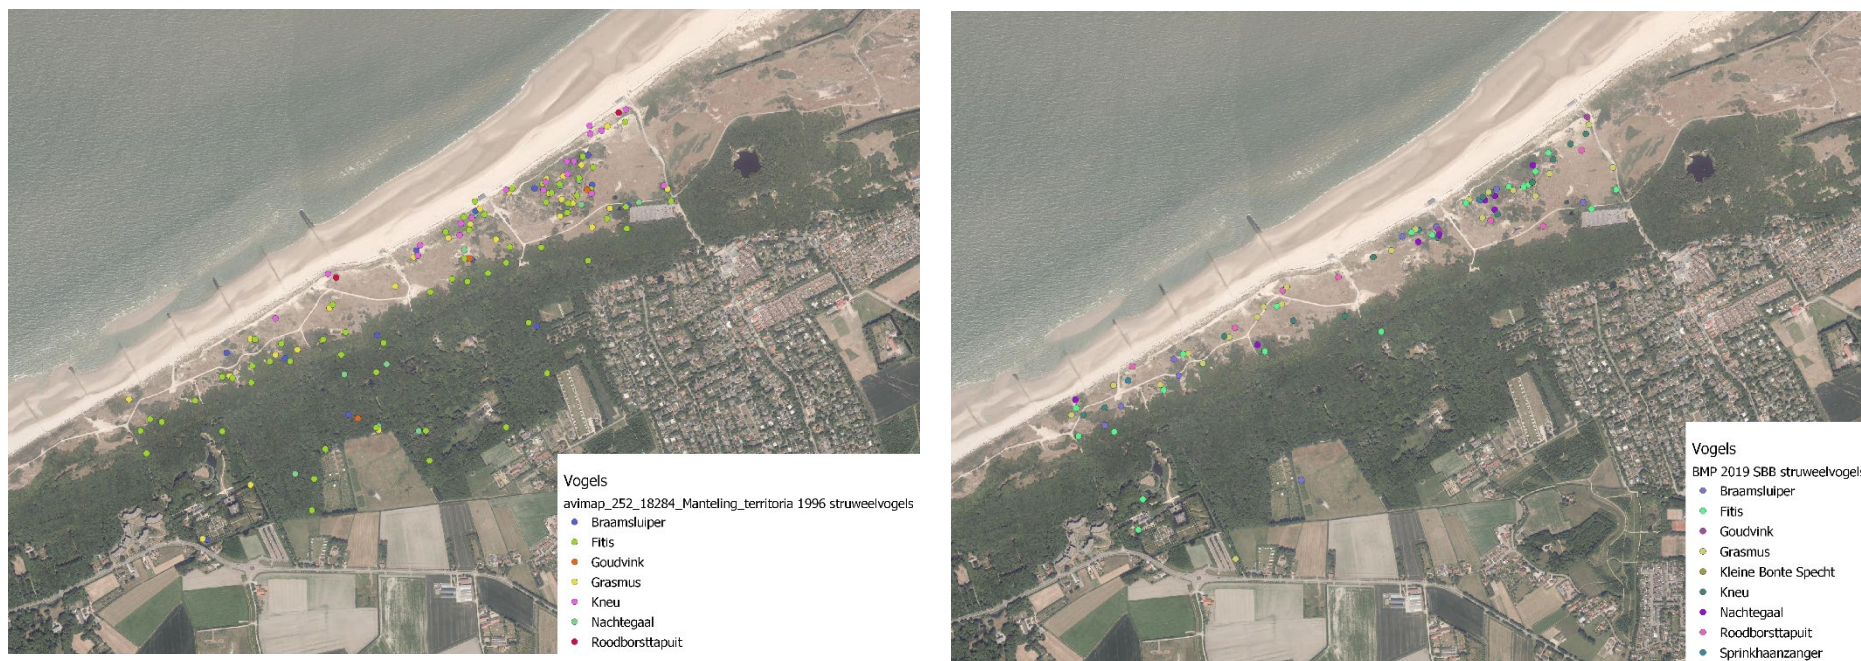 Vogels
avimap_252_18284_Manteling_territoria 1996 struweelvogels
Braamsluiper
Fitis
Goudvink
Grasmus
Kneu
Nachtegaal
Roodborsttapuit
Vogels
BMP 2019 SBB struweelvogels
Braamsluiper
Fitis
Goudvink
Grasmus
Kleine Bonte Specht
Kneu
Nachtegaal
Roodborsttapuit
Sprinkhaanzanger